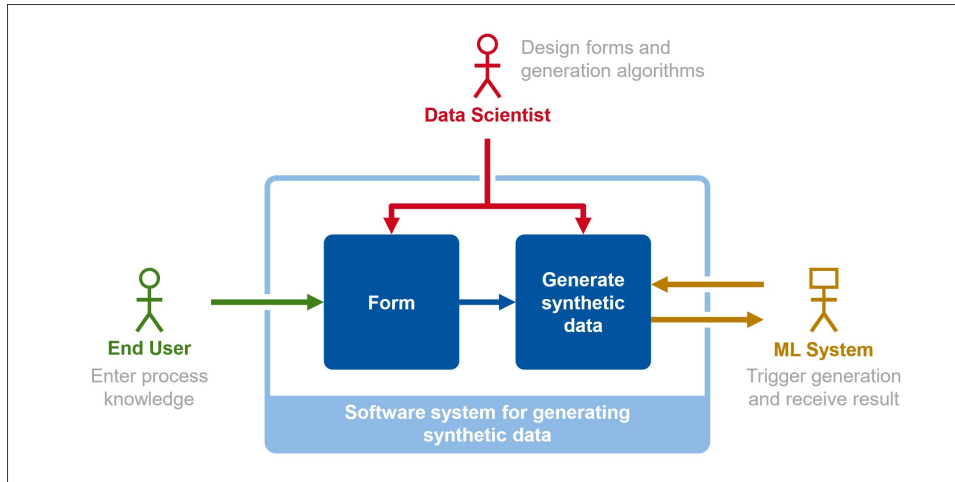 Design forms and
generation algorithms
Data Scientist
Form
Generate
synthetic
data
End User
Enter process
knowledge
ML System
Trigger generation
and receive result
Software system for generating
synthetic data